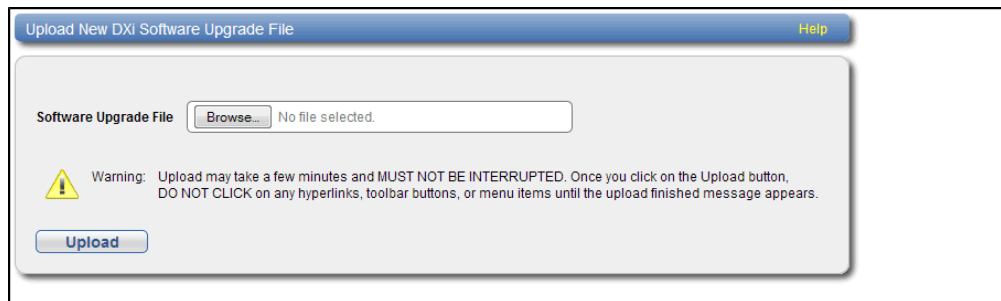 Upload New DXi Software Upgrade File Help
Software Upgrade File Browse... No file selected.
Warning: Upload may take a few minutes and MUST NOT BE INTERRUPTED. Once you click on the Upload button,
DO NOT CLICK on any hyperlinks, toolbar buttons, or menu items until the upload finished message appears.
Upload